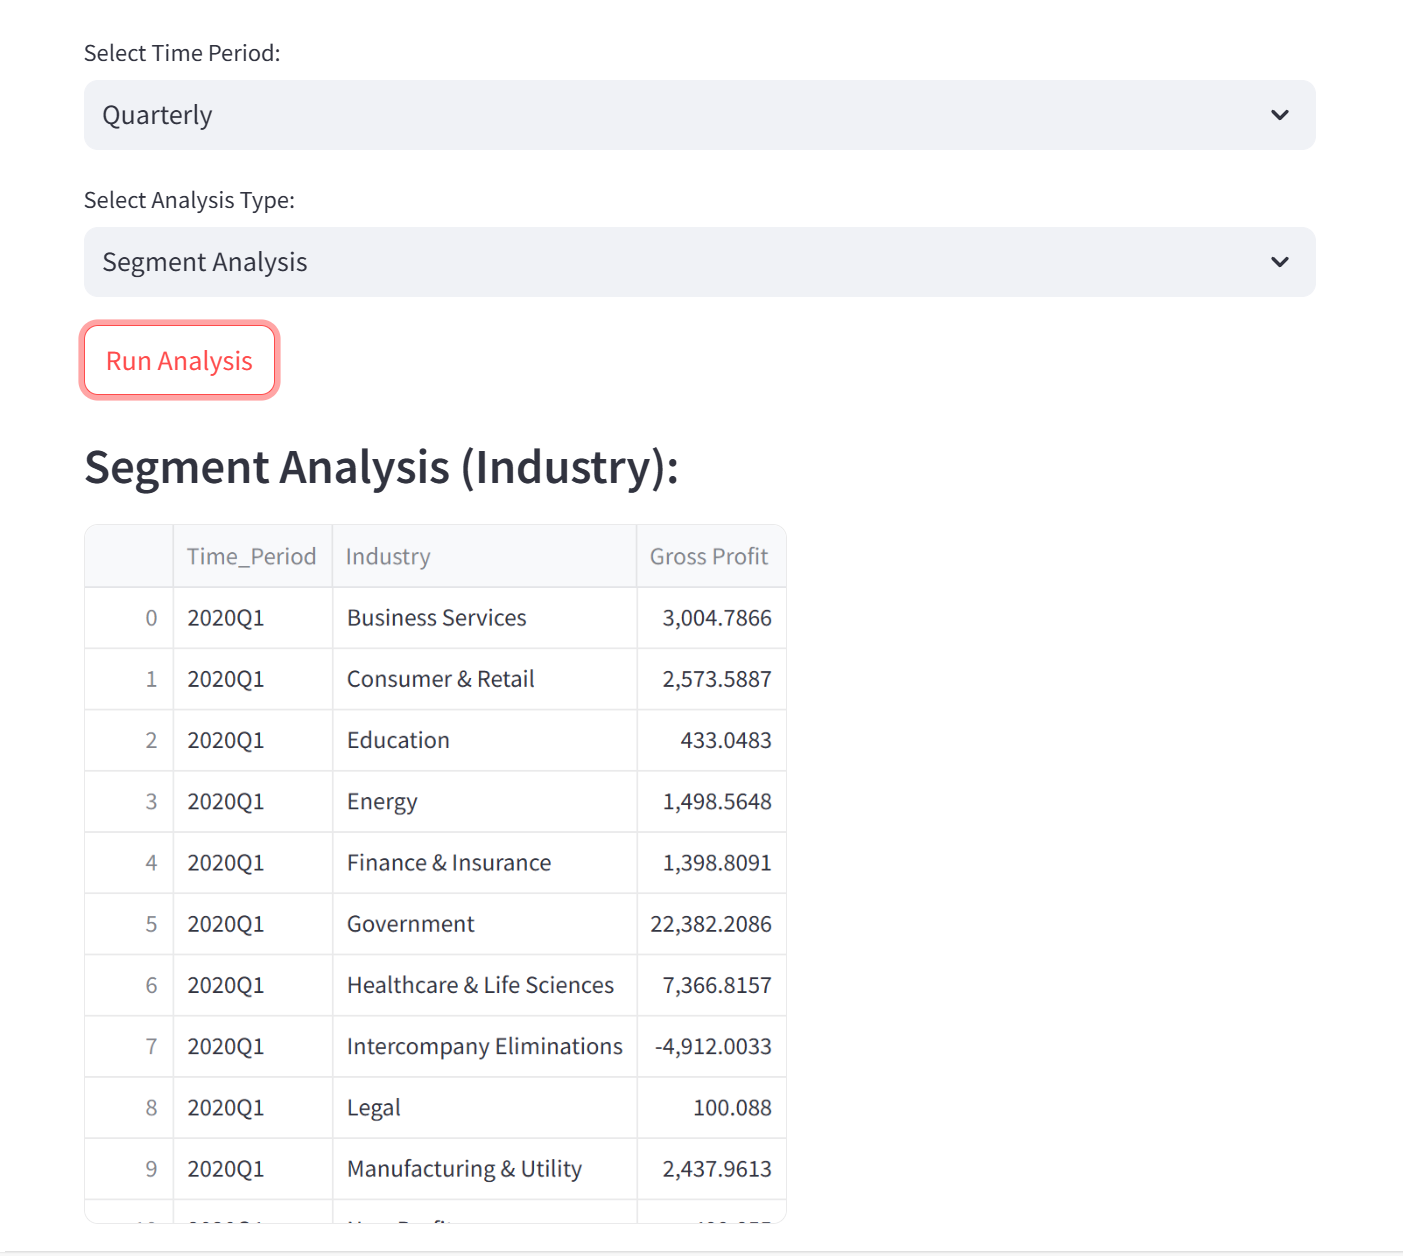 Select Time Period:
Quarterly
Select Analysis Type:
Segment Analysis
Run Analysis
Segment Analysis (Industry):
Time_Period Industry Gross Profit
0 2020Q1 Business Services 3,004.7866
1 2020Q1 Consumer & Retail 2,573.5887
2 2020Q1 Education 433.0483
3 2020Q1 Energy 1,498.5648
4 2020Q1 Finance & Insurance 1,398.8091
5 2020Q1 Government 22,382.2086
6 2020Q1 Healthcare & Life Sciences 7,366.8157
7 2020Q1 Intercompany Eliminations -4,912.0033
8 2020Q1 Legal 100.088
9 2020Q1 Manufacturing & Utility 2,437.9613